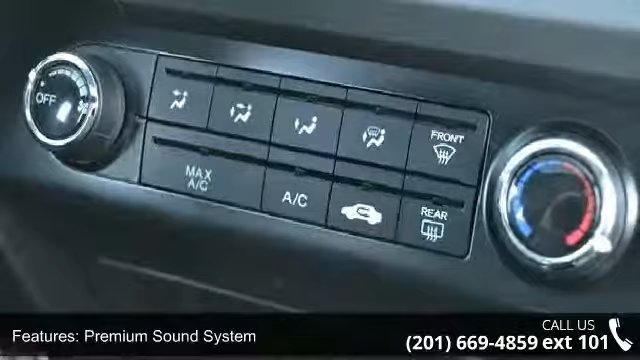 OFF
FRONT
MAX
A/C
A/C
REAR
Features: Premium Sound System
CALL US
(201) 669-4859 ext 101